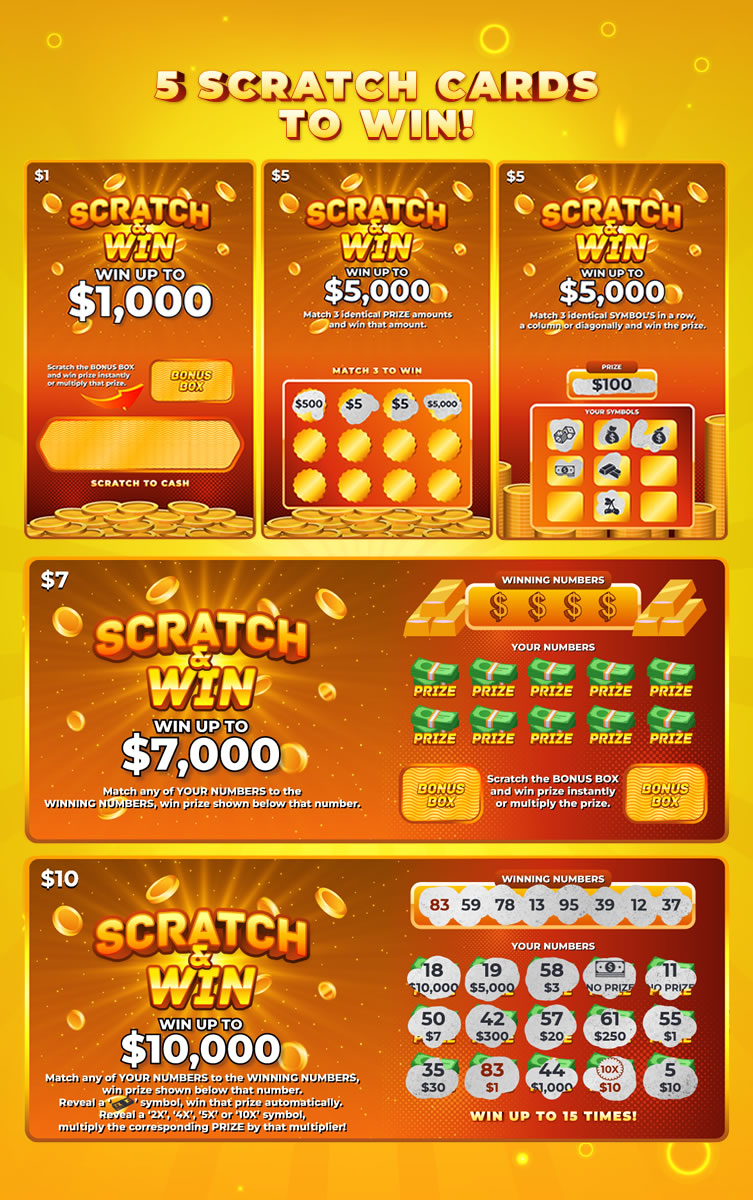 5 SCRATCH CARDS
TO WIN!
$1
SCRATCH
&
WIN
WIN UP TO
$1,000
Scratch the BONUS BOX
and win prize instantly
or multiply that prize.
BONUS
BOX
SCRATCH TO CASH
$5
SCRATCH
&
WIN
WIN UP TO
$5,000
Match 3 identical PRIZE amounts
and win that amount.
MATCH 3 TO WIN
$500 $5 $5 $5,000
$5
SCRATCH
&
WIN
WIN UP TO
$5,000
Match 3 identical SYMBOL'S in a row,
a column or diagonally and win the prize.
PRIZE
$100
YOUR SYMBOLS
$7
SCRATCH
&
WIN
WIN UP TO
$7,000
Match any of YOUR NUMBERS to the
WINNING NUMBERS, win prize shown below that number.
WINNING NUMBERS
$ $ $ $
YOUR NUMBERS
PRIZE PRIZE PRIZE PRIZE PRIZE
PRIZE PRIZE PRIZE PRIZE PRIZE
BONUS
BOX
Scratch the BONUS BOX
and win prize instantly
or multiply the prize.
BONUS
BOX
$10
SCRATCH
&
WIN
WIN UP TO
$10,000
Match any of YOUR NUMBERS to the WINNING NUMBERS,
win prize shown below that number.
Reveal a ' ' symbol, win that prize automatically.
Reveal a '2X', '4X', '5X' or '10X' symbol,
multiply the corresponding PRIZE by that multiplier!
WINNING NUMBERS
83 59 78 13 95 39 12 37
YOUR NUMBERS
18 19 58 $ 11
$10,000 $5,000 $3 NO PRIZE NO PRIZE
50 42 57 61 55
$7 $300 $20 $250 $1
35 83 44 10X 5
$30 $1 $1,000 $10 $10
WIN UP TO 15 TIMES!